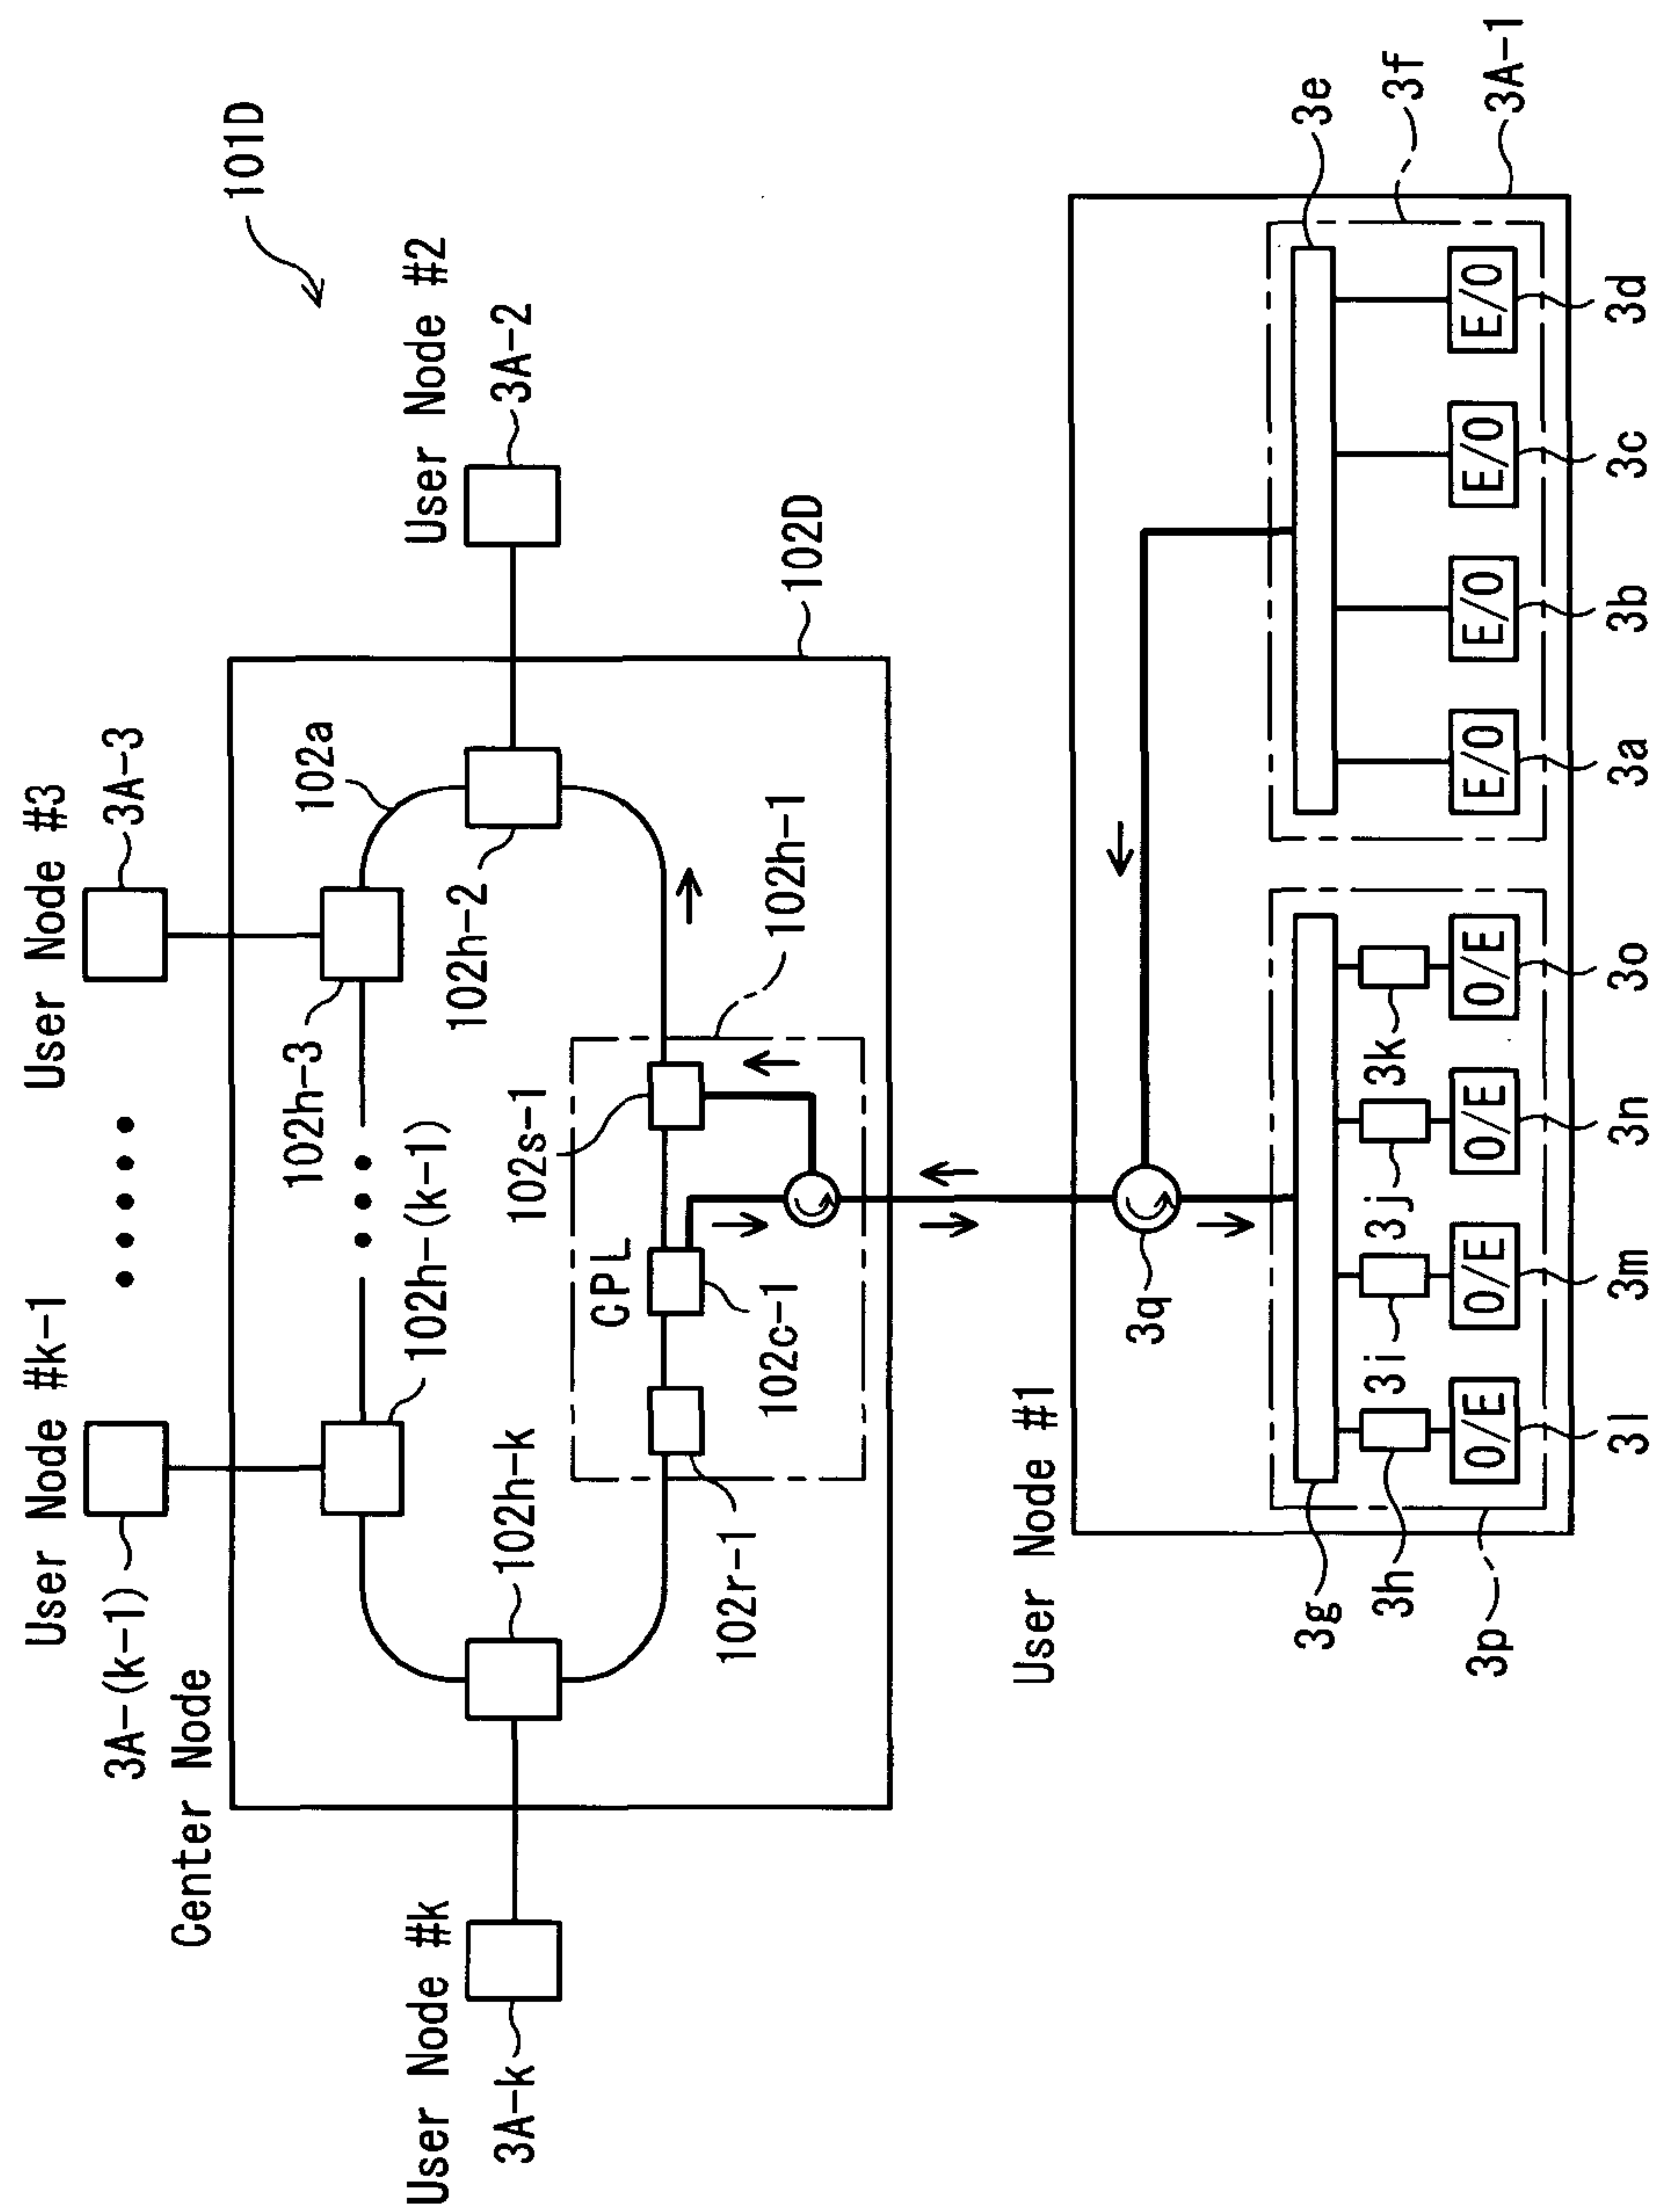 101D
User Node #3
3A-3
User Node #k-1
3A-(k-1)
Center Node
User Node #2
3A-2
User Node #k
3A-k
102D
102a
102h-3
102h-(k-1)
102h-2
102h-k
102h-1
102s-1
CPL
102c-1
102r-1
User Node #1
3q
3e
3f
3A-1
3g
3h
3i
3j
3k
3p
O/E
O/E
O/E
O/E
E/O
E/O
E/O
E/O
3l
3m
3n
3o
3a
3b
3c
3d